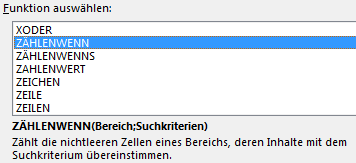 Funktion auswählen:
XODER
ZÄHLENWENN
ZÄHLENWENNS
ZÄHLENWERT
ZEICHEN
ZEILE
ZEILEN
ZÄHLENWENN(Bereich;Suchkriterien)
Zählt die nichtleeren Zellen eines Bereichs, deren Inhalte mit dem
Suchkriterium übereinstimmen.